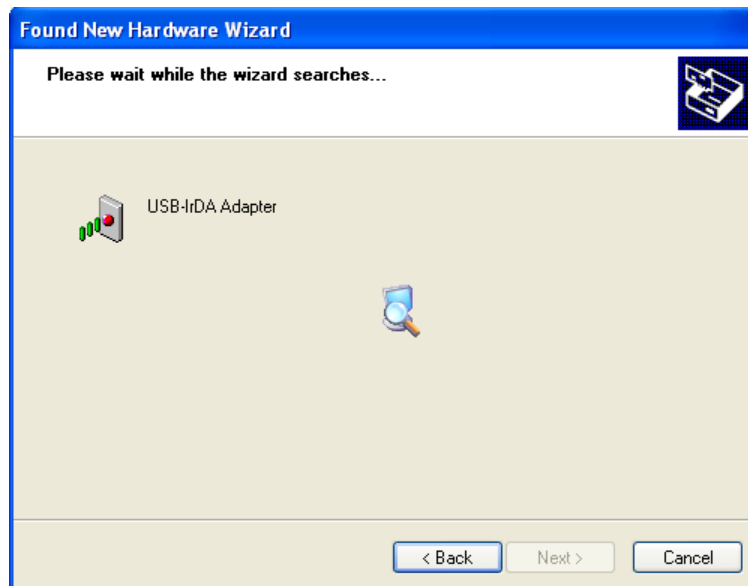 Found New Hardware Wizard
Please wait while the wizard searches...
USB-IrDA Adapter
< Back
Next >
Cancel